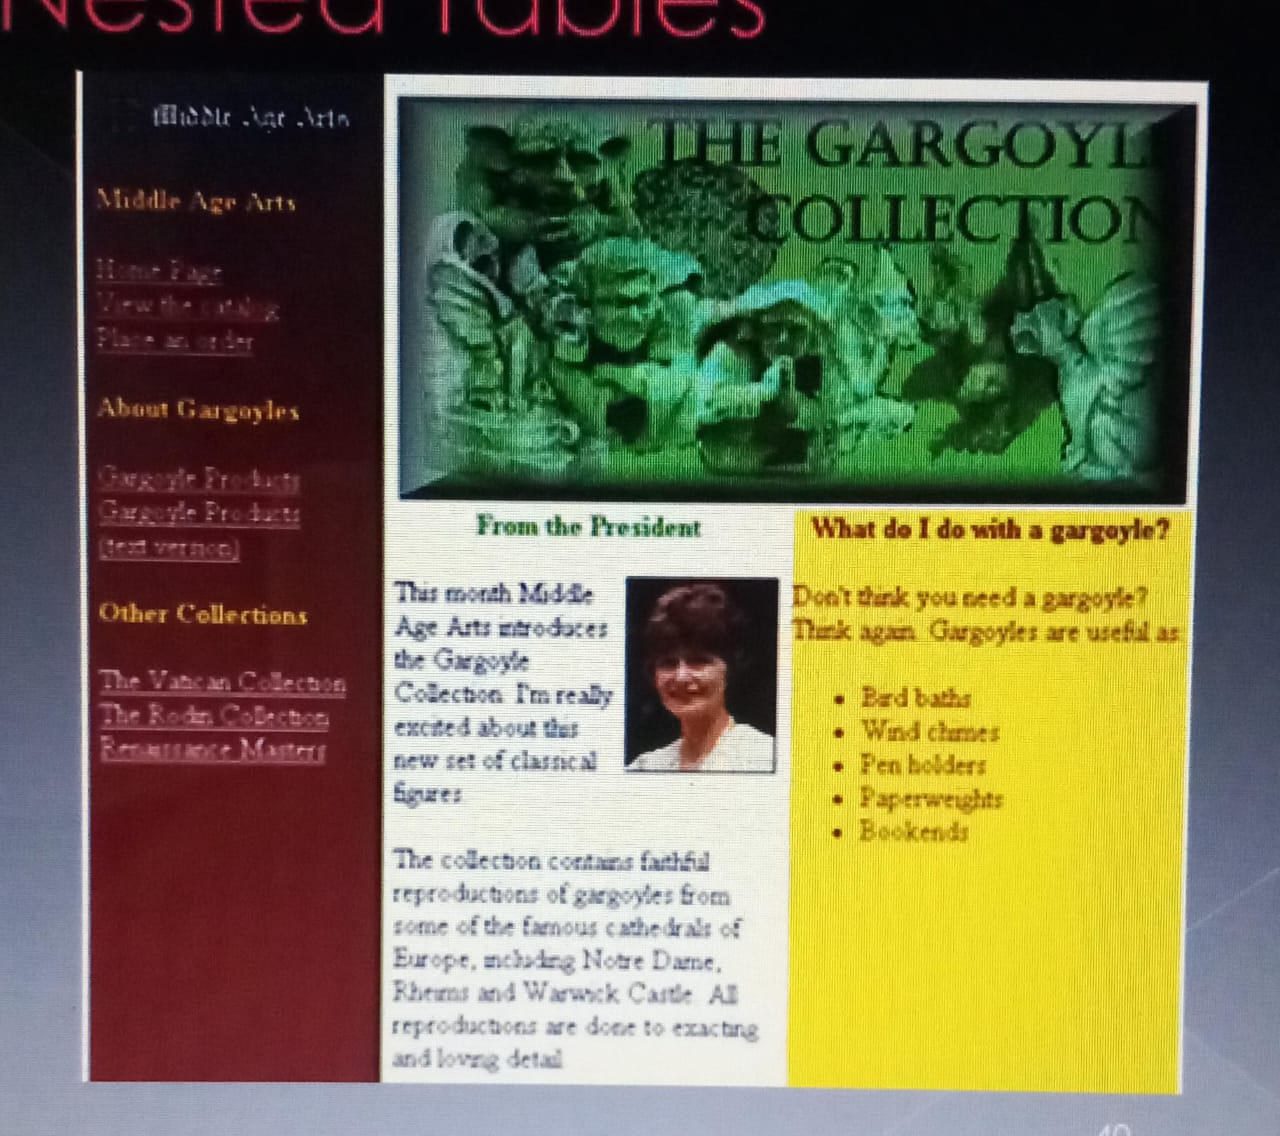 Nested Tables
Middle Age Arts
Middle Age Arts
Home Page
View the catalog
Place an order
About Gargoyles
Gargoyle Products
Gargoyle Products
(text version)
Other Collections
The Vatican Collection
The Rodin Collection
Renaissance Masters
THE GARGOYL
COLLECTION
From the President
This month Middle
Age Arts introduces
the Gargoyle
Collection. I'm really
excited about this
new set of classical
figures.
The collection contains faithful
reproductions of gargoyles from
some of the famous cathedrals of
Europe, including Notre Dame,
Rheims and Warwick Castle. All
reproductions are done to exacting
and loving detail.
What do I do with a gargoyle?
Don't think you need a gargoyle?
Think again. Gargoyles are useful as:
• Bird baths
• Wind chimes
• Pen holders
• Paperweights
• Bookends
40